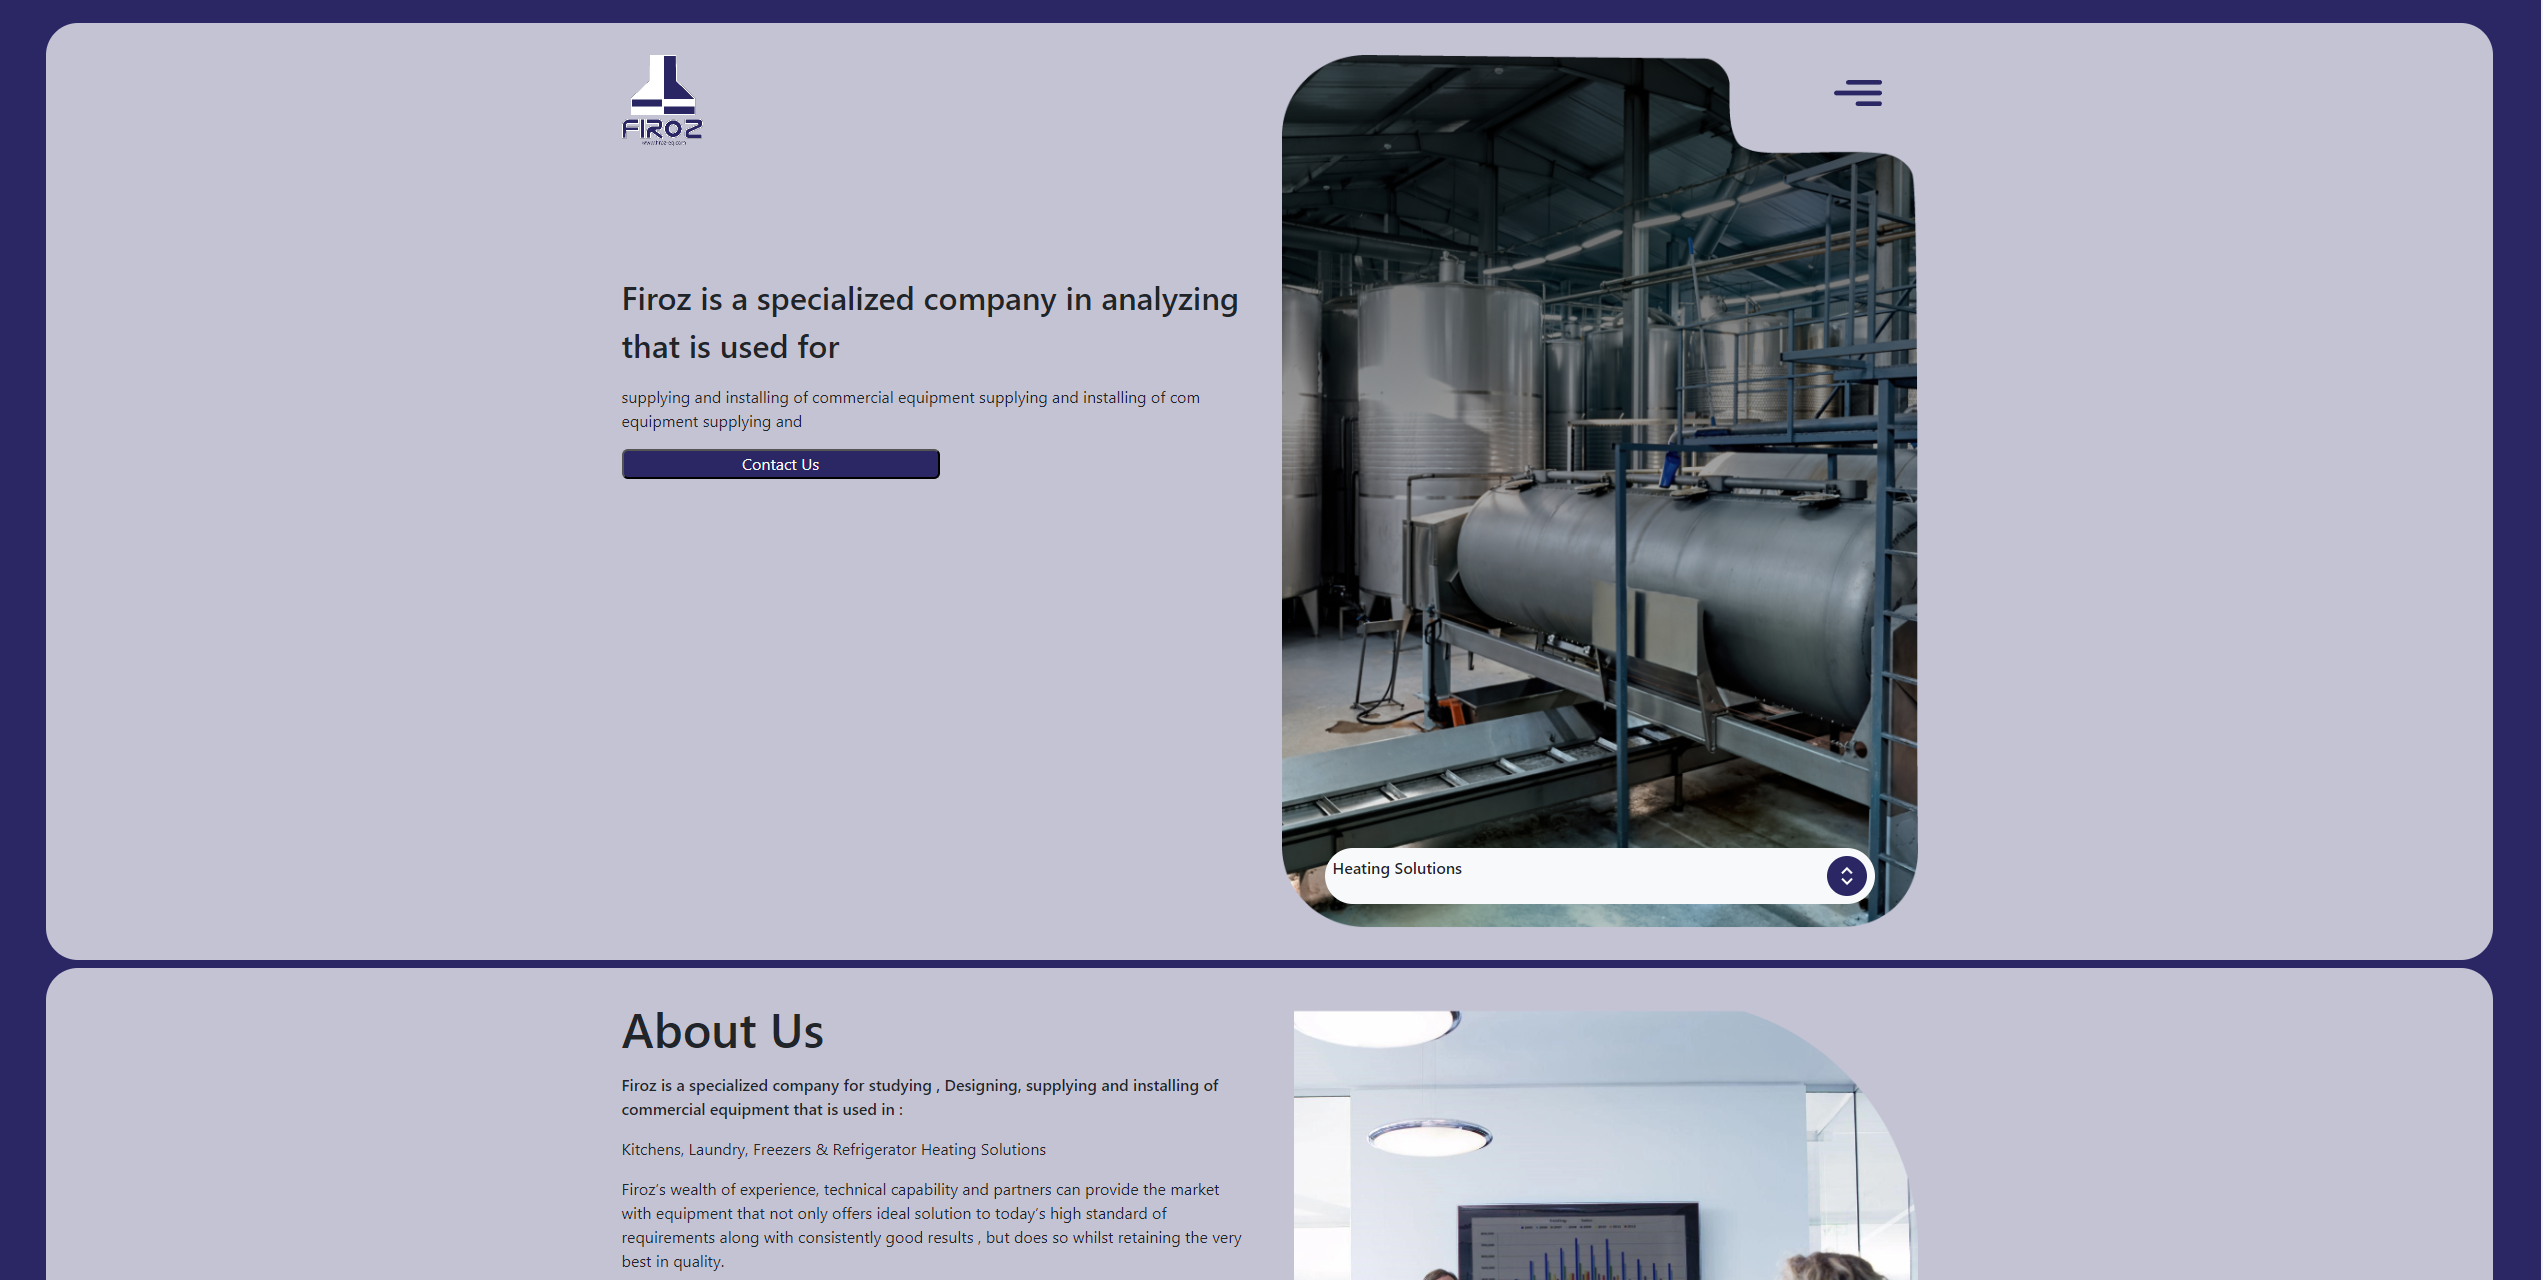 FIROZ
Firoz is a specialized company in analyzing
that is used for
supplying and installing of commercial equipment supplying and installing of com
equipment supplying and
Contact Us
Heating Solutions
About Us
Firoz is a specialized company for studying , Designing, supplying and installing of
commercial equipment that is used in :
Kitchens, Laundry, Freezers & Refrigerator Heating Solutions
Firoz's wealth of experience, technical capability and partners can provide the market
with equipment that not only offers ideal solution to today's high standard of
requirements along with consistently good results , but does so whilst retaining the very
best in quality.